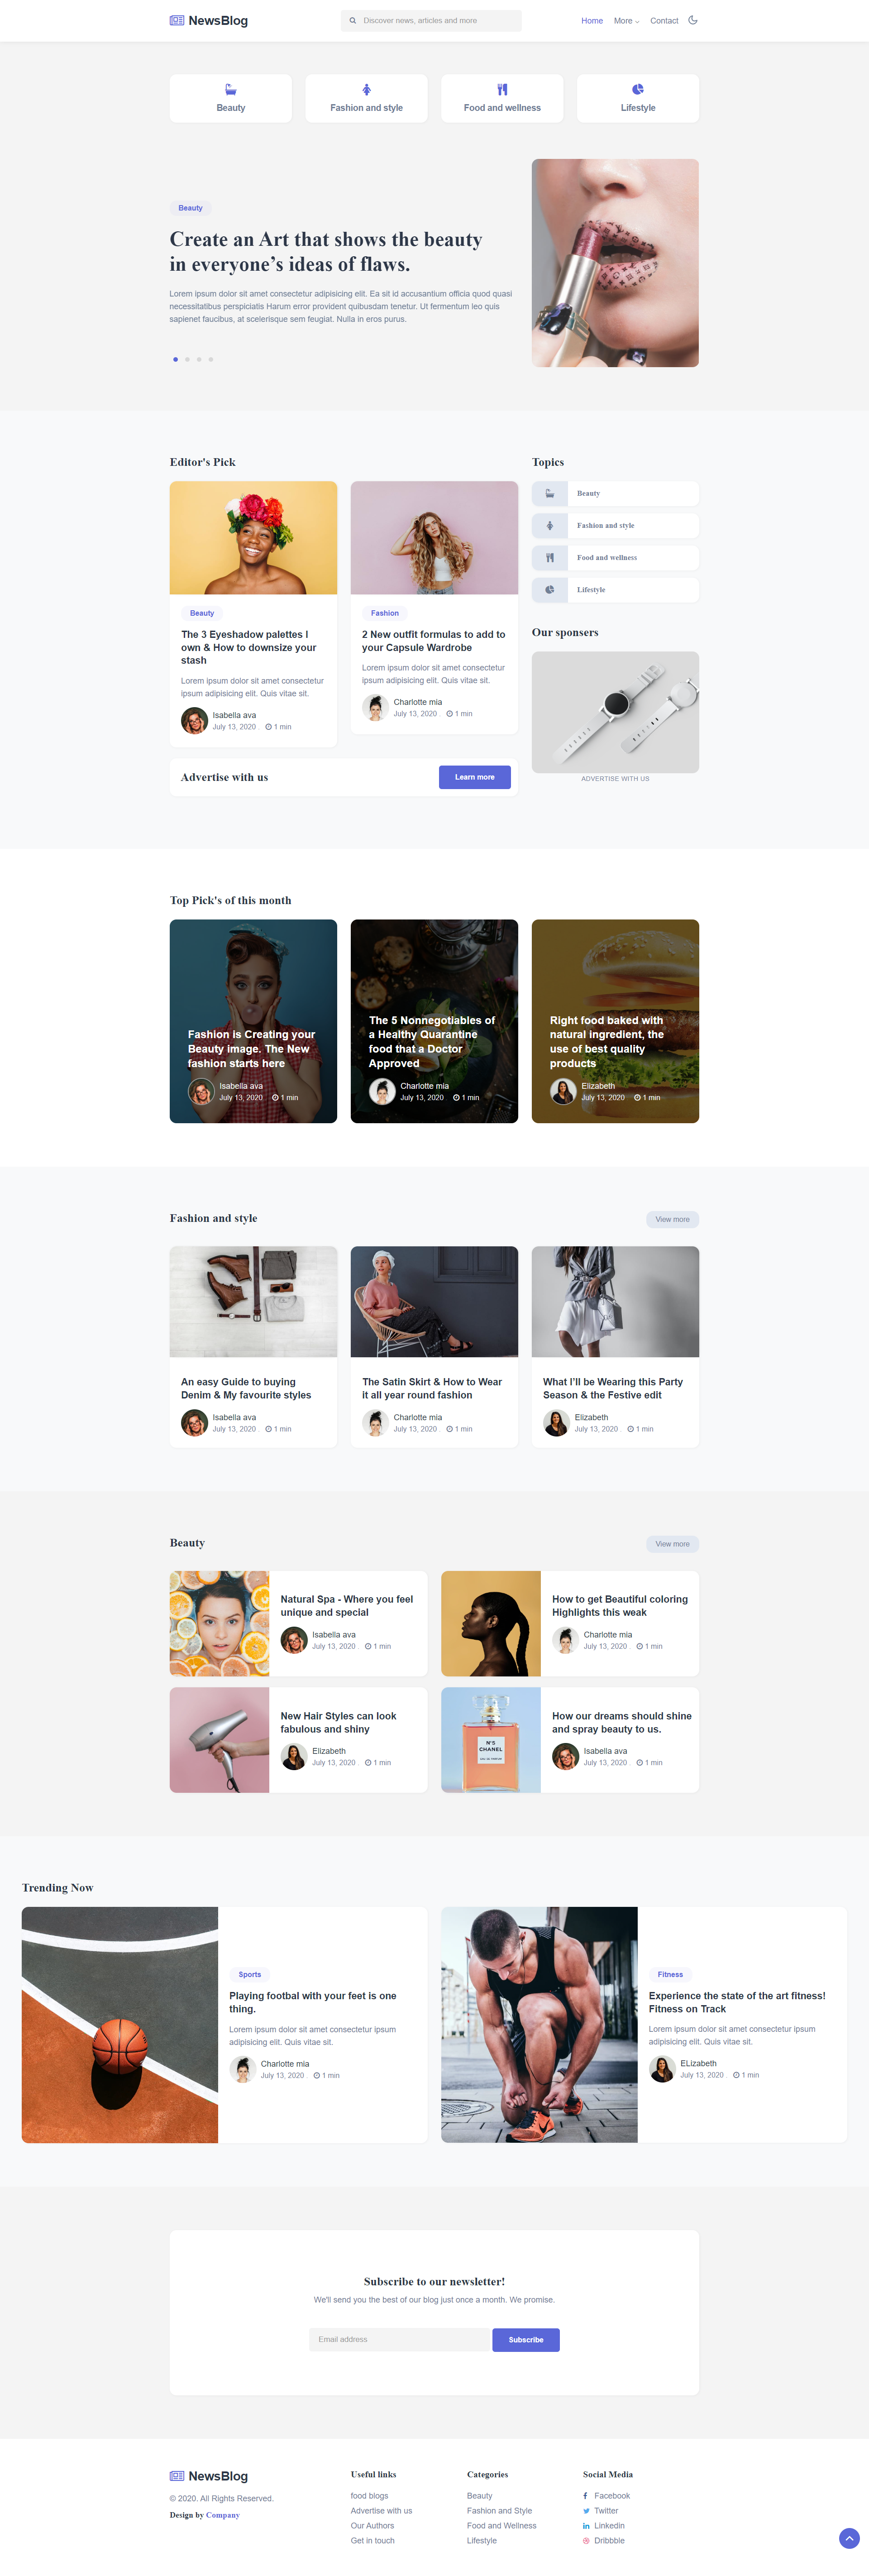 NewsBlog
Discover news, articles and more
Home
More
Contact
Beauty
Fashion and style
Food and wellness
Lifestyle
Beauty
Create an Art that shows the beauty
in everyone’s ideas of flaws.
Lorem ipsum dolor sit amet consectetur adipisicing elit. Ea sit id accusantium officia quod quasi
necessitatibus perspiciatis Harum error provident quibusdam tenetur. Ut fermentum leo quis
sapienet faucibus, at scelerisque sem feugiat. Nulla in eros purus.
Editor's Pick
Beauty
The 3 Eyeshadow palettes I
own & How to downsize your
stash
Lorem ipsum dolor sit amet consectetur
ipsum adipisicing elit. Quis vitae sit.
Isabella ava
July 13, 2020 . 1 min
Fashion
2 New outfit formulas to add to
your Capsule Wardrobe
Lorem ipsum dolor sit amet consectetur
ipsum adipisicing elit. Quis vitae sit.
Charlotte mia
July 13, 2020 . 1 min
Advertise with us
Learn more
Topics
Beauty
Fashion and style
Food and wellness
Lifestyle
Our sponsers
ADVERTISE WITH US
Top Pick's of this month
Fashion is Creating your
Beauty image. The New
fashion starts here
Isabella ava
July 13, 2020 . 1 min
The 5 Nonnegotiables of
a Healthy Quarantine
food that a Doctor
Approved
Charlotte mia
July 13, 2020 . 1 min
Right food baked with
natural ingredient, the
use of best quality
products
Elizabeth
July 13, 2020 . 1 min
Fashion and style
View more
An easy Guide to buying
Denim & My favourite styles
Isabella ava
July 13, 2020 . 1 min
The Satin Skirt & How to Wear
it all year round fashion
Charlotte mia
July 13, 2020 . 1 min
What I’ll be Wearing this Party
Season & the Festive edit
Elizabeth
July 13, 2020 . 1 min
Beauty
View more
Natural Spa - Where you feel
unique and special
Isabella ava
July 13, 2020 . 1 min
How to get Beautiful coloring
Highlights this weak
Charlotte mia
July 13, 2020 . 1 min
New Hair Styles can look
fabulous and shiny
Elizabeth
July 13, 2020 . 1 min
N°5
CHANEL
How our dreams should shine
and spray beauty to us.
Isabella ava
July 13, 2020 . 1 min
Trending Now
Sports
Playing footbal with your feet is one
thing.
Lorem ipsum dolor sit amet consectetur ipsum
adipisicing elit. Quis vitae sit.
Charlotte mia
July 13, 2020 . 1 min
Fitness
Experience the state of the art fitness!
Fitness on Track
Lorem ipsum dolor sit amet consectetur ipsum
adipisicing elit. Quis vitae sit.
ELizabeth
July 13, 2020 . 1 min
Subscribe to our newsletter!
We'll send you the best of our blog just once a month. We promise.
Email address
Subscribe
NewsBlog
© 2020. All Rights Reserved.
Design by Company
Useful links
food blogs
Advertise with us
Our Authors
Get in touch
Categories
Beauty
Fashion and Style
Food and Wellness
Lifestyle
Social Media
Facebook
Twitter
Linkedin
Dribbble